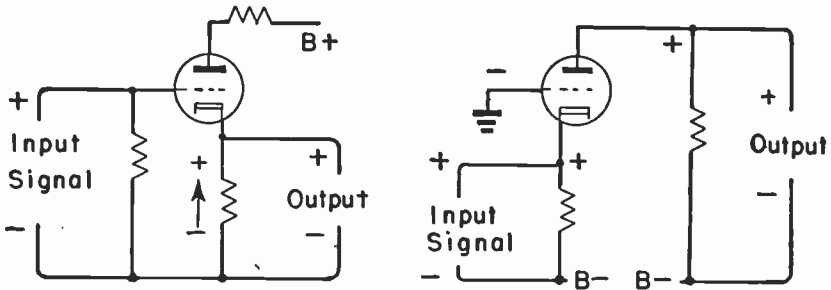 B+
+
Input
Signal
-
+
-
+
Output
-
-
+
Input
Signal
-
+
B-
+
B-
+
Output
-